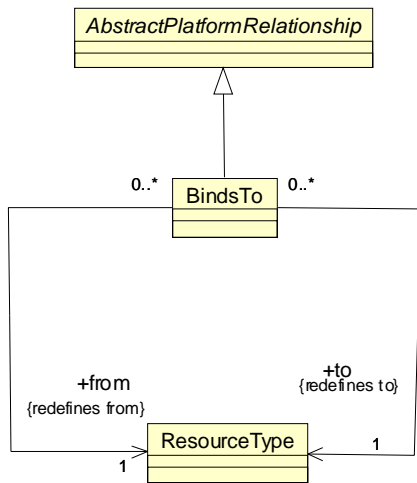 AbstractPlatformRelationship
0..*
0..*
BindsTo
+from
{redefines from}
+to
{redefines to}
ResourceType
1
1